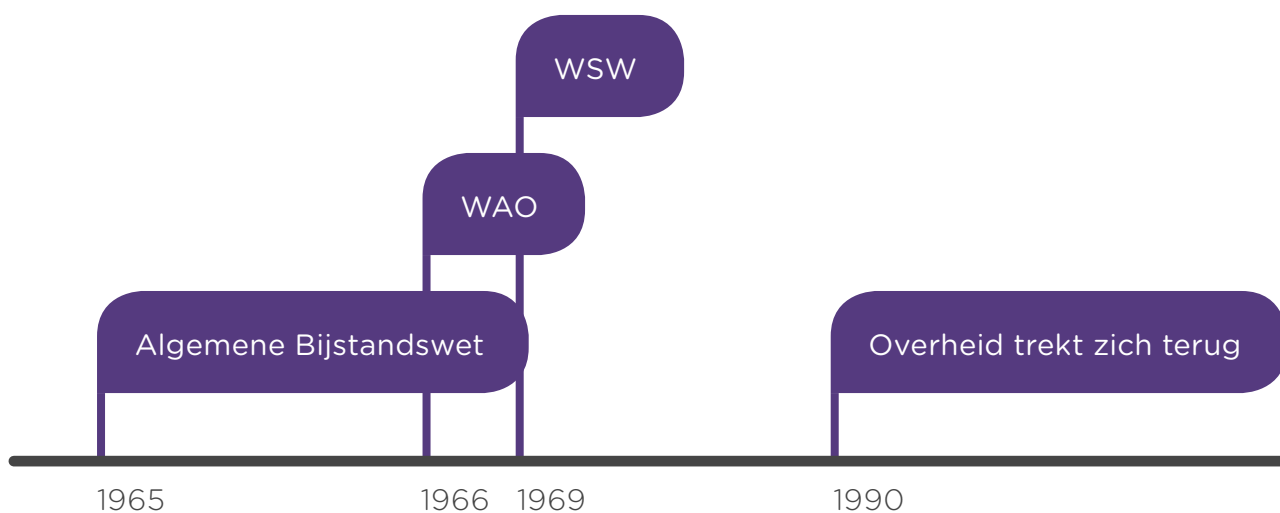 WSW
WAO
Algemene Bijstandswet
Overheid trekt zich terug
1965
1966
1969
1990